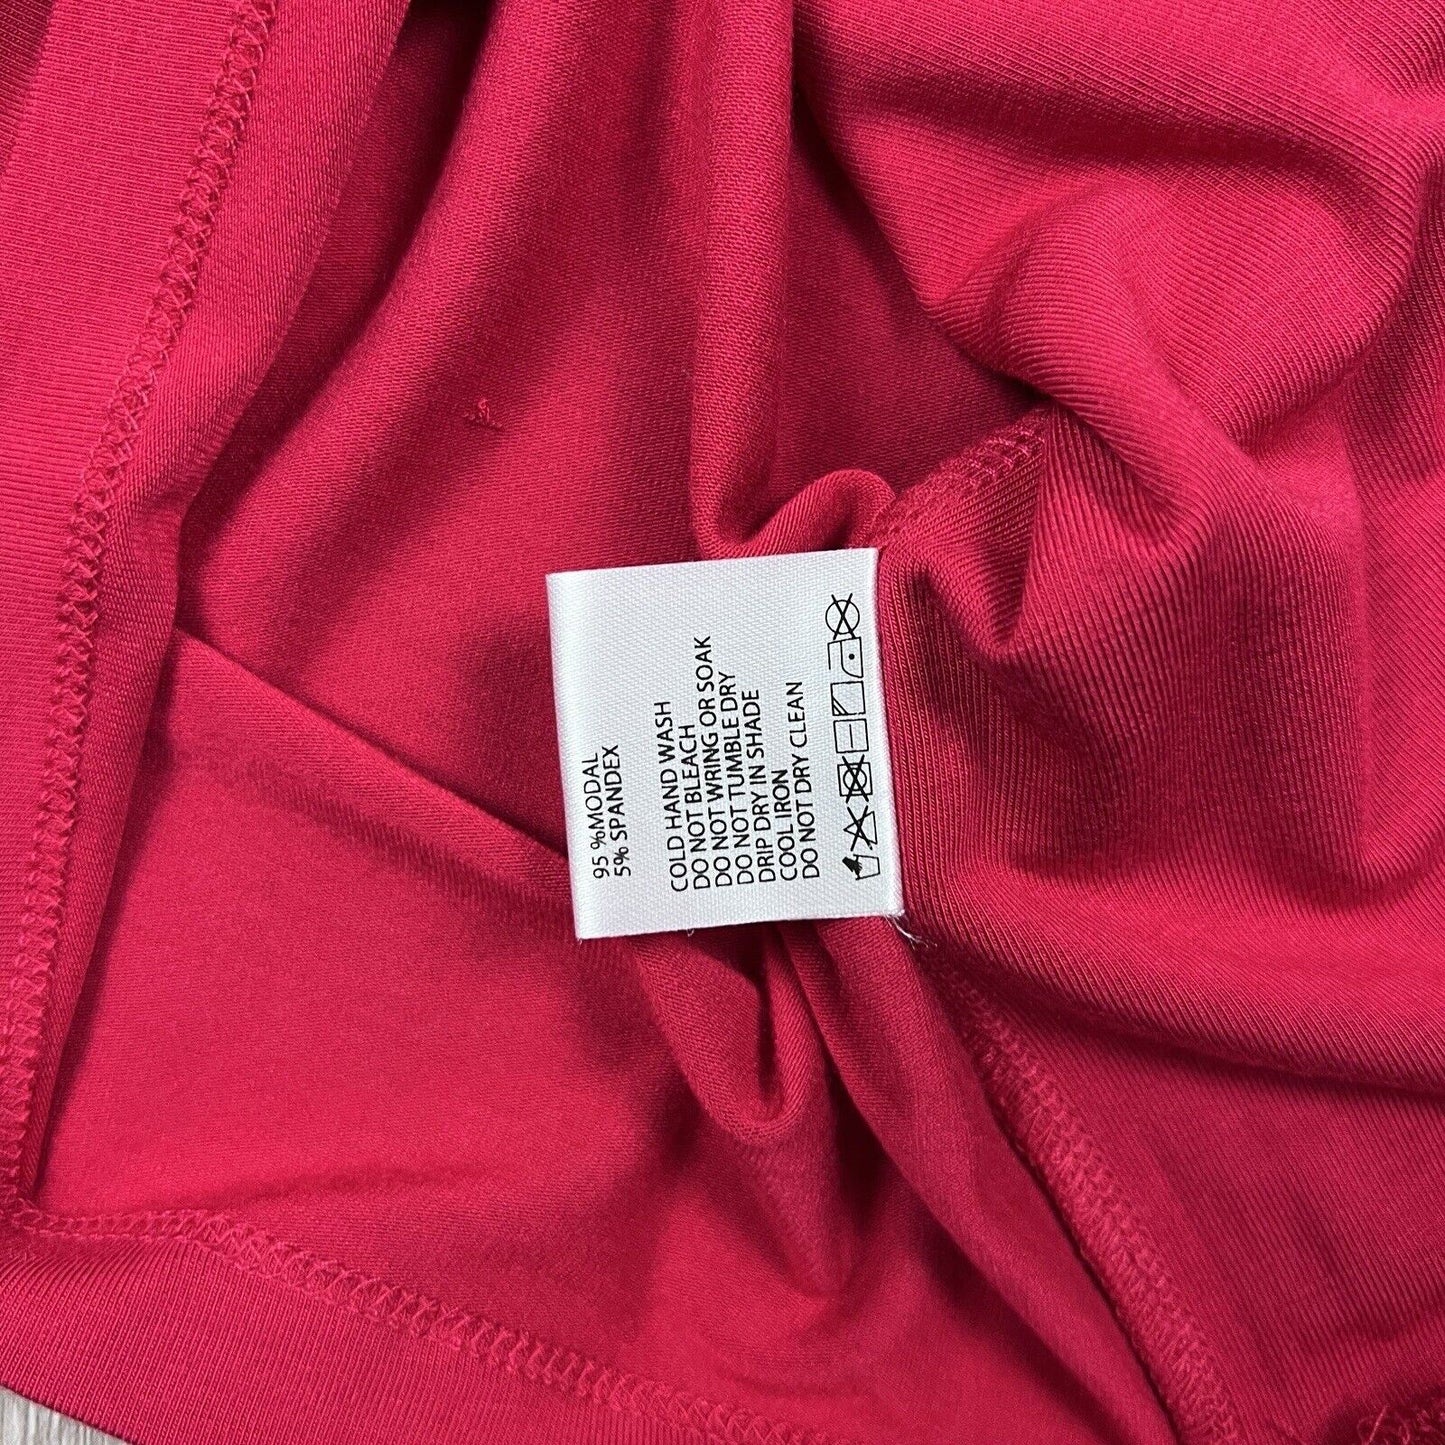 95 %MODAL
5% SPANDEX
COLD HAND WASH
DO NOT BLEACH
DO NOT WRING OR SOAK
DO NOT TUMBLE DRY
DRIP DRY IN SHADE
COOL IRON
DO NOT DRY CLEAN